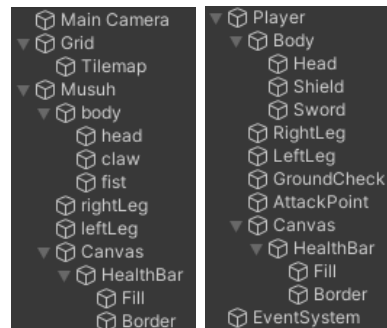 Main Camera
Grid
Tilemap
Musuh
body
head
claw
fist
rightLeg
leftLeg
Canvas
HealthBar
Fill
Border
Player
Body
Head
Shield
Sword
RightLeg
LeftLeg
GroundCheck
AttackPoint
Canvas
HealthBar
Fill
Border
EventSystem